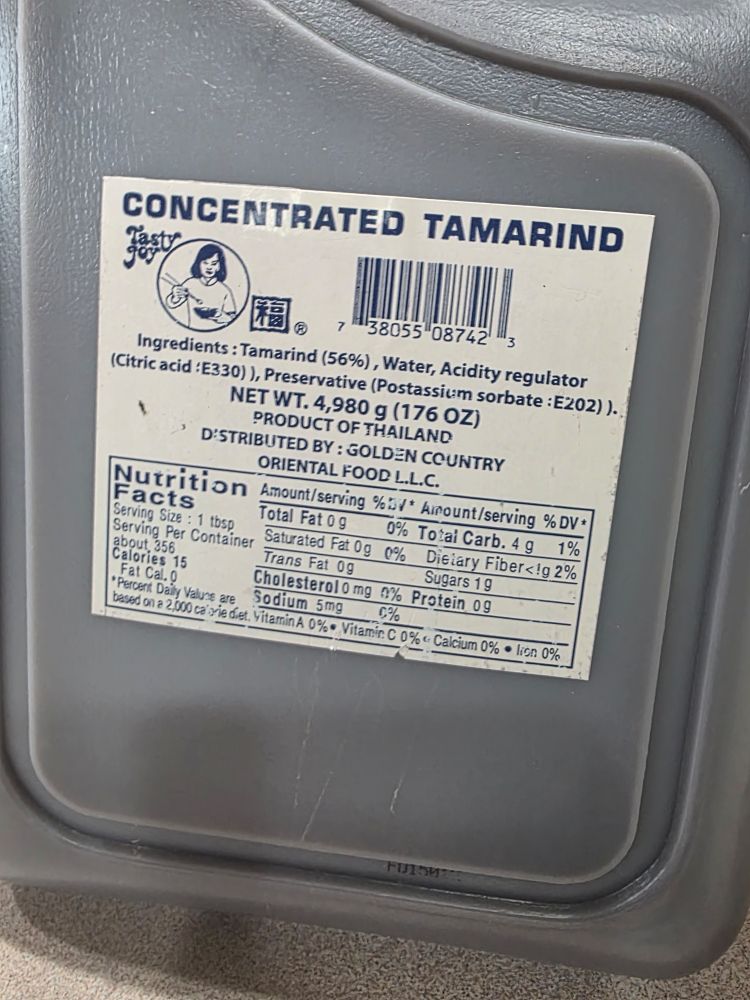 CONCENTRATED TAMARIND
Tasty
Joy
福 ®
7 38055 08742 3
Ingredients : Tamarind (56%) , Water, Acidity regulator
(Citric acid :E330) ), Preservative (Postassium sorbate :E202) ).
NET WT. 4,980 g (176 OZ)
PRODUCT OF THAILAND
DISTRIBUTED BY : GOLDEN COUNTRY
ORIENTAL FOOD L.L.C.
Nutrition
Facts
Serving Size : 1 tbsp
Serving Per Container
about 356
Calories 15
Fat Cal. 0
*Percent Daily Values are
based on a 2,000 calorie diet.
Amount/serving %DV* Amount/serving %DV*
Total Fat 0 g 0% Total Carb. 4 g 1%
Saturated Fat 0g 0% Dietary Fiber<1g 2%
Trans Fat 0g Sugars 1g
Cholesterol 0 mg 0% Protein 0g
Sodium 5mg 0%
Vitamin A 0% • Vitamin C 0% • Calcium 0% • Iron 0%